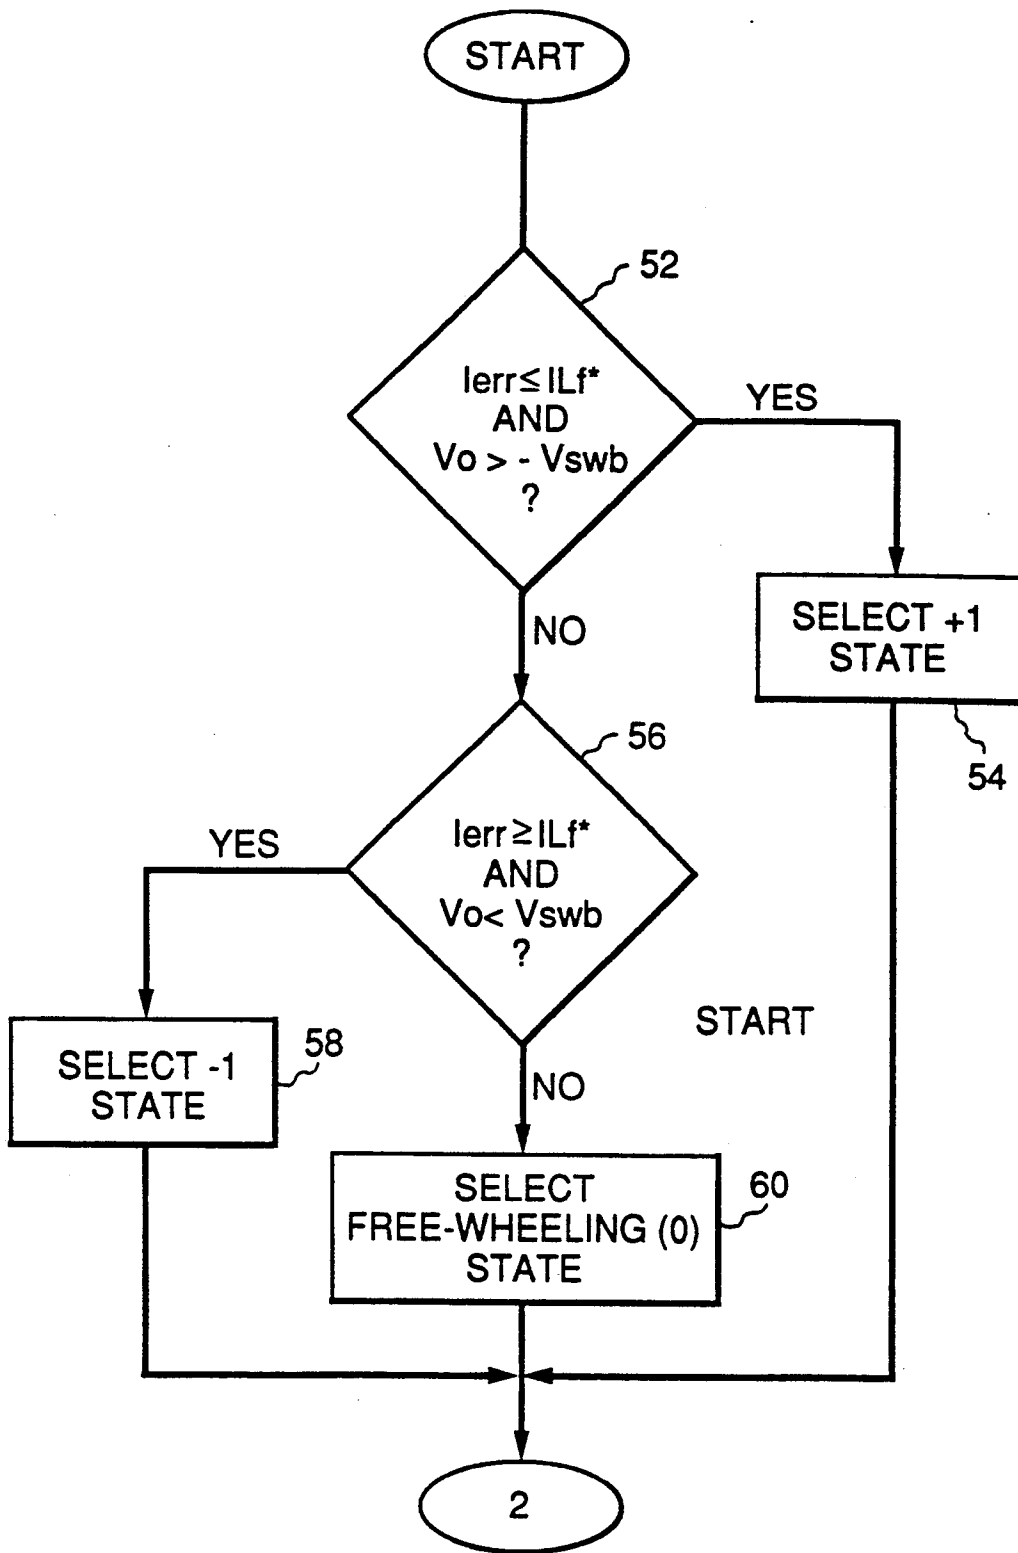 START
52
Ierr≤ILf*
AND
Vo > - Vswb
?
YES
NO
SELECT +1
STATE
54
56
Ierr≥ILf*
AND
Vo< Vswb
?
YES
START
NO
SELECT -1
STATE
58
SELECT
FREE-WHEELING (0)
STATE
60
2